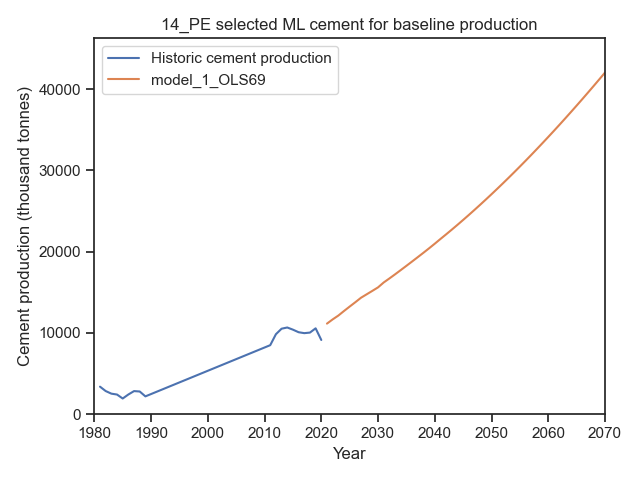 14_PE selected ML cement for baseline production
Historic cement production
model_1_OLS69
Cement production (thousand tonnes)
40000
30000
20000
10000
0
1980 1990 2000 2010 2020 2030 2040 2050 2060 2070
Year